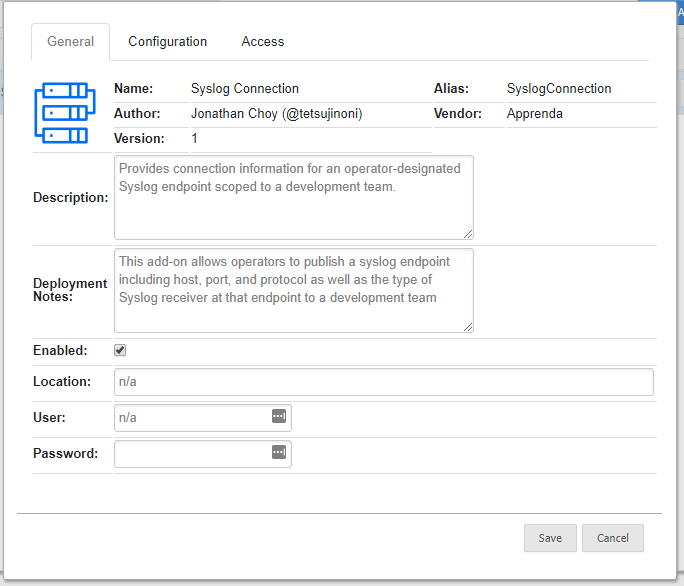 General Configuration Access
Name: Syslog Connection Alias: SyslogConnection
Author: Jonathan Choy (@tetsujinoni) Vendor: Apprenda
Version: 1
Description:
Provides connection information for an operator-designated
Syslog endpoint scoped to a development team.
Deployment
Notes:
This add-on allows operators to publish a syslog endpoint
including host, port, and protocol as well as the type of
Syslog receiver at that endpoint to a development team
Enabled:
Location: n/a
User: n/a
Password:
Save Cancel